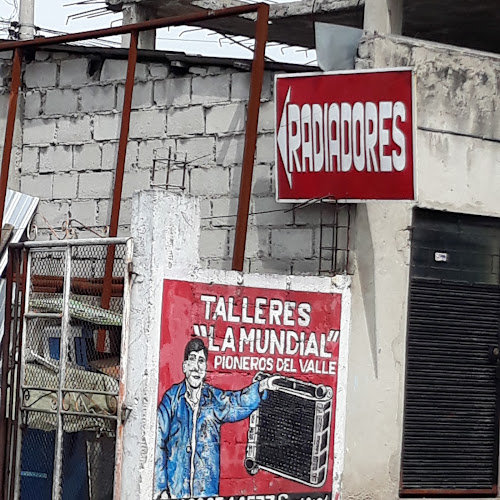 RADIADORES
TALLERES
"LA MUNDIAL"
PIONEROS DEL VALLE